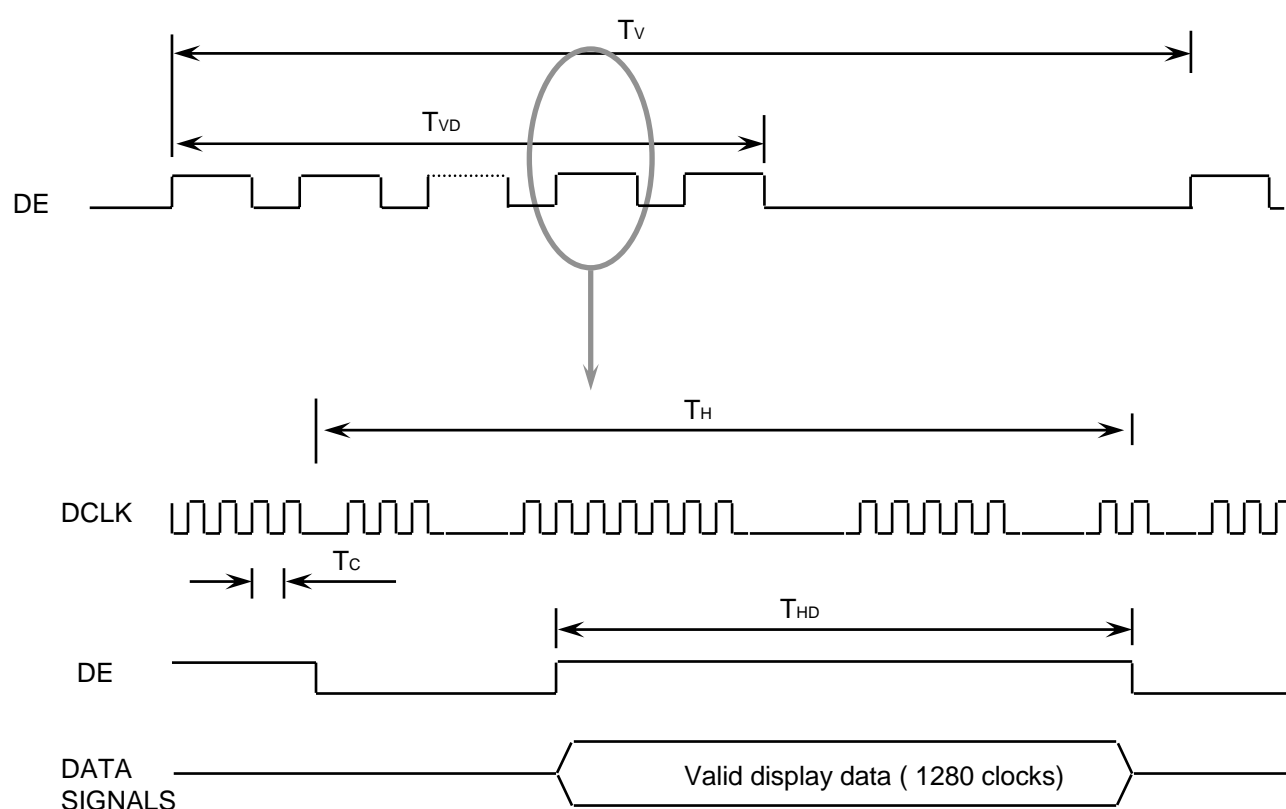 TV
TVD
DE
TH
DCLK
TC
THD
DE
DATA
SIGNALS
Valid display data ( 1280 clocks)